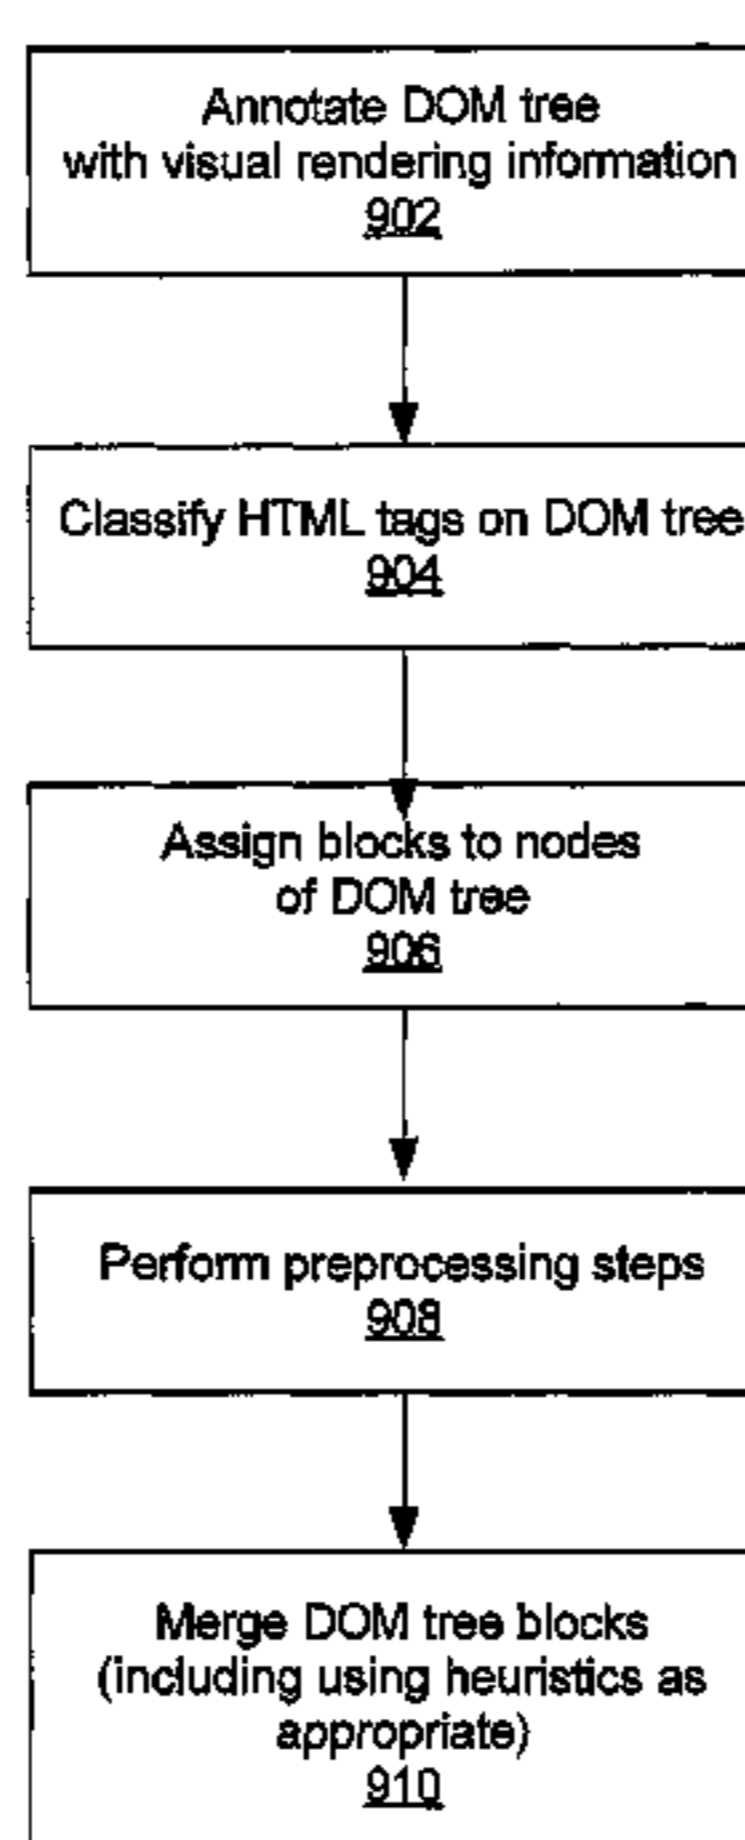 Annotate DOM tree
with visual rendering information
902
Classify HTML tags on DOM tree
904
Assign blocks to nodes
of DOM tree
906
Perform preprocessing steps
908
Merge DOM tree blocks
(including using heuristics as
appropriate)
910